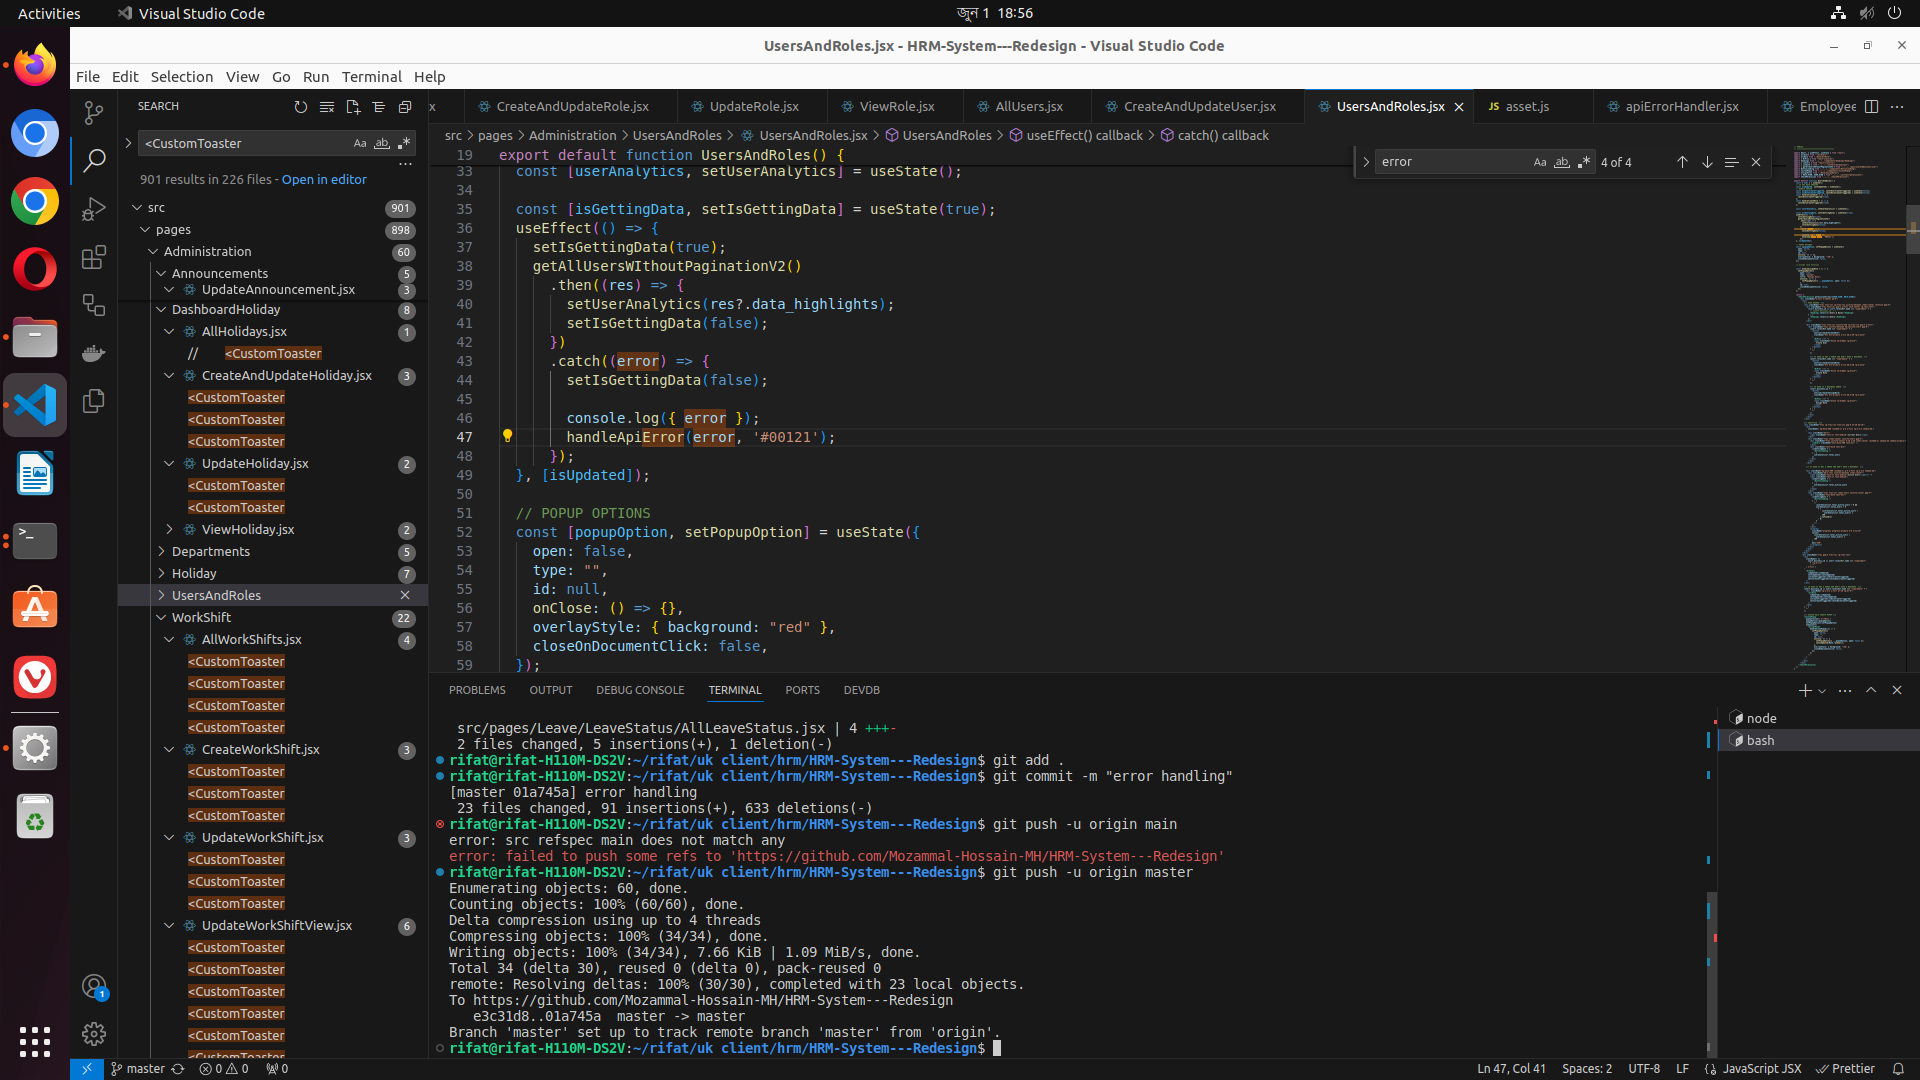 Activities
Visual Studio Code
জুন 1 18:56
UsersAndRoles.jsx - HRM-System---Redesign - Visual Studio Code
File Edit Selection View Go Run Terminal Help
SEARCH
<CustomToaster
Aa ab
901 results in 226 files - Open in editor
src 901
pages 898
Administration 60
Announcements 5
UpdateAnnouncement.jsx 3
DashboardHoliday 8
AllHolidays.jsx 1
// <CustomToaster
CreateAndUpdateHoliday.jsx 3
<CustomToaster
<CustomToaster
<CustomToaster
UpdateHoliday.jsx 2
<CustomToaster
<CustomToaster
ViewHoliday.jsx 2
Departments 5
Holiday 7
UsersAndRoles
WorkShift 22
AllWorkShifts.jsx 4
<CustomToaster
<CustomToaster
<CustomToaster
<CustomToaster
CreateWorkShift.jsx 3
<CustomToaster
<CustomToaster
<CustomToaster
UpdateWorkShift.jsx 3
<CustomToaster
<CustomToaster
<CustomToaster
UpdateWorkShiftView.jsx 6
<CustomToaster
<CustomToaster
<CustomToaster
<CustomToaster
<CustomToaster
<CustomToaster
x CreateAndUpdateRole.jsx UpdateRole.jsx ViewRole.jsx AllUsers.jsx CreateAndUpdateUser.jsx UsersAndRoles.jsx JS asset.js apiErrorHandler.jsx Employee
src > pages > Administration > UsersAndRoles > UsersAndRoles.jsx > UsersAndRoles > useEffect() callback > catch() callback
error Aa ab 4 of 4
19 export default function UsersAndRoles() {
33 const [userAnalytics, setUserAnalytics] = useState();
34
35 const [isGettingData, setIsGettingData] = useState(true);
36 useEffect(() => {
37 setIsGettingData(true);
38 getAllUsersWIthoutPaginationV2()
39 .then((res) => {
40 setUserAnalytics(res?.data_highlights);
41 setIsGettingData(false);
42 })
43 .catch((error) => {
44 setIsGettingData(false);
45
46 console.log({ error });
47 handleApiError(error, '#00121');
48 });
49 }, [isUpdated]);
50
51 // POPUP OPTIONS
52 const [popupOption, setPopupOption] = useState({
53 open: false,
54 type: "",
55 id: null,
56 onClose: () => {},
57 overlayStyle: { background: "red" },
58 closeOnDocumentClick: false,
59 });
PROBLEMS OUTPUT DEBUG CONSOLE TERMINAL PORTS DEVDB
node
bash
src/pages/Leave/LeaveStatus/AllLeaveStatus.jsx | 4 +++-
2 files changed, 5 insertions(+), 1 deletion(-)
rifat@rifat-H110M-DS2V:~/rifat/uk client/hrm/HRM-System---Redesign$ git add .
rifat@rifat-H110M-DS2V:~/rifat/uk client/hrm/HRM-System---Redesign$ git commit -m "error handling"
[master 01a745a] error handling
23 files changed, 91 insertions(+), 633 deletions(-)
rifat@rifat-H110M-DS2V:~/rifat/uk client/hrm/HRM-System---Redesign$ git push -u origin main
error: src refspec main does not match any
error: failed to push some refs to 'https://github.com/Mozammal-Hossain-MH/HRM-System---Redesign'
rifat@rifat-H110M-DS2V:~/rifat/uk client/hrm/HRM-System---Redesign$ git push -u origin master
Enumerating objects: 60, done.
Counting objects: 100% (60/60), done.
Delta compression using up to 4 threads
Compressing objects: 100% (34/34), done.
Writing objects: 100% (34/34), 7.66 KiB | 1.09 MiB/s, done.
Total 34 (delta 30), reused 0 (delta 0), pack-reused 0
remote: Resolving deltas: 100% (30/30), completed with 23 local objects.
To https://github.com/Mozammal-Hossain-MH/HRM-System---Redesign
e3c31d8..01a745a master -> master
Branch 'master' set up to track remote branch 'master' from 'origin'.
rifat@rifat-H110M-DS2V:~/rifat/uk client/hrm/HRM-System---Redesign$
1
master 0 0 0
Ln 47, Col 41 Spaces: 2 UTF-8 LF JavaScript JSX Prettier